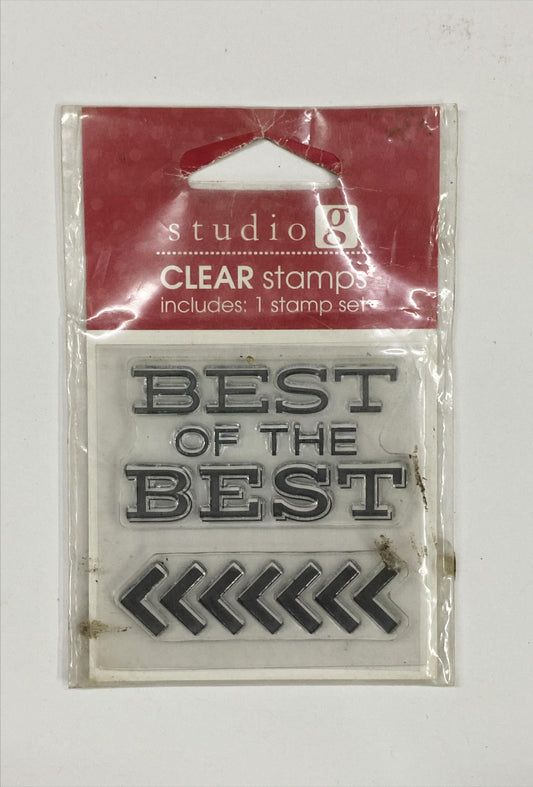 studio g
CLEAR stamps
includes: 1 stamp set
BEST
OF THE
BEST